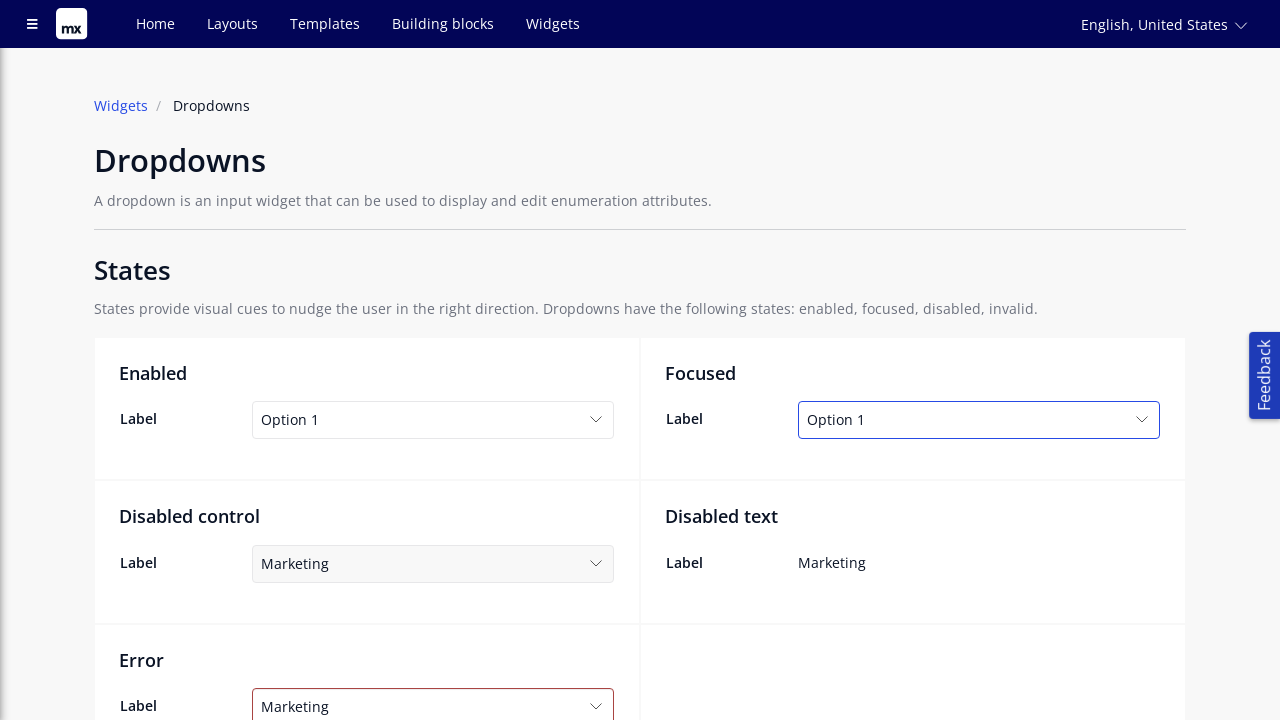 mx
Home
Layouts
Templates
Building blocks
Widgets
English, United States
Widgets / Dropdowns
Dropdowns
A dropdown is an input widget that can be used to display and edit enumeration attributes.
States
States provide visual cues to nudge the user in the right direction. Dropdowns have the following states: enabled, focused, disabled, invalid.
Enabled
Label
Option 1
Focused
Label
Option 1
Feedback
Disabled control
Label
Marketing
Disabled text
Label
Marketing
Error
Label
Marketing